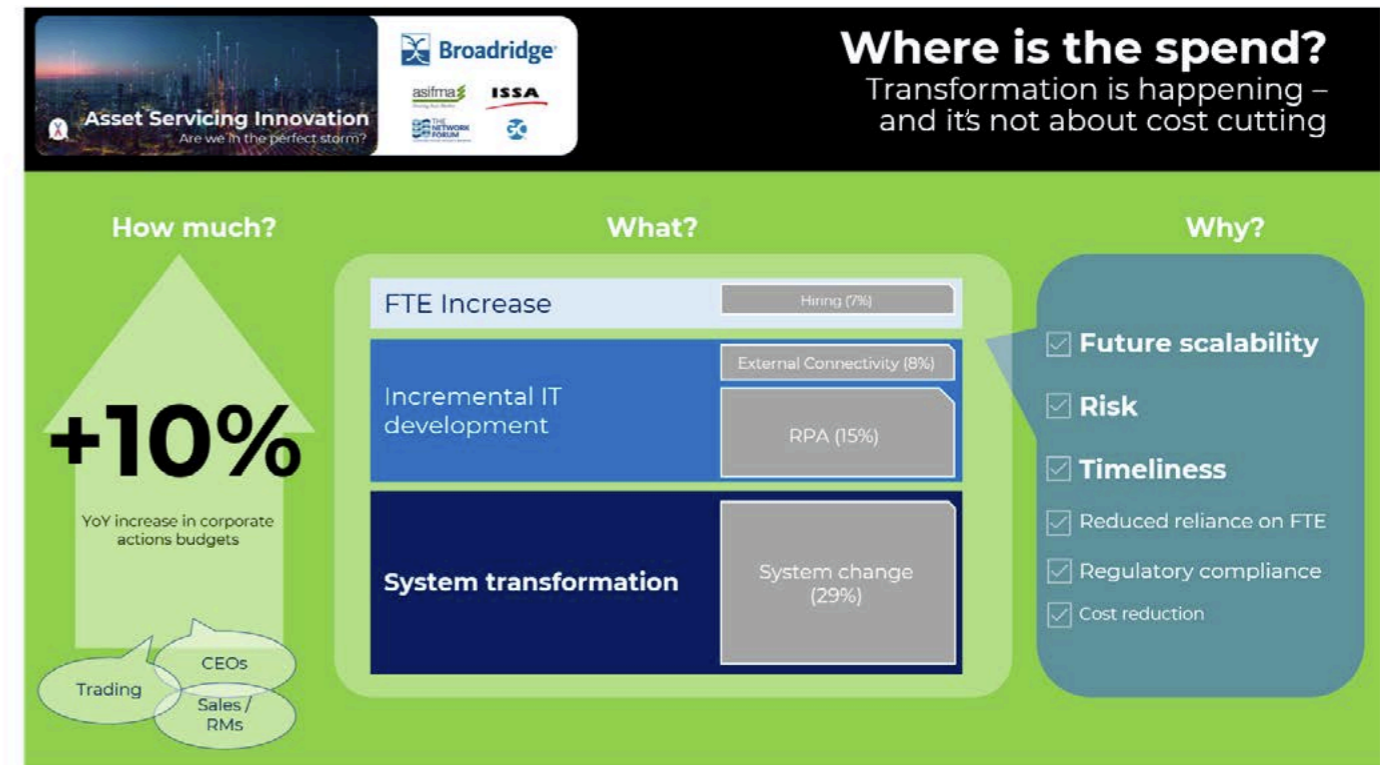 Asset Servicing Innovation
Are we in the perfect storm?
Broadridge
asifma
ISSA
THE
NETWORK
FORUM
Where is the spend?
Transformation is happening –
and it's not about cost cutting
How much?
+10%
YoY increase in corporate
actions budgets
Trading
CEOs
Sales /
RMs
What?
FTE Increase
Hiring (7%)
Incremental IT
development
External Connectivity (8%)
RPA (15%)
System transformation
System change
(29%)
Why?
Future scalability
Risk
Timeliness
Reduced reliance on FTE
Regulatory compliance
Cost reduction